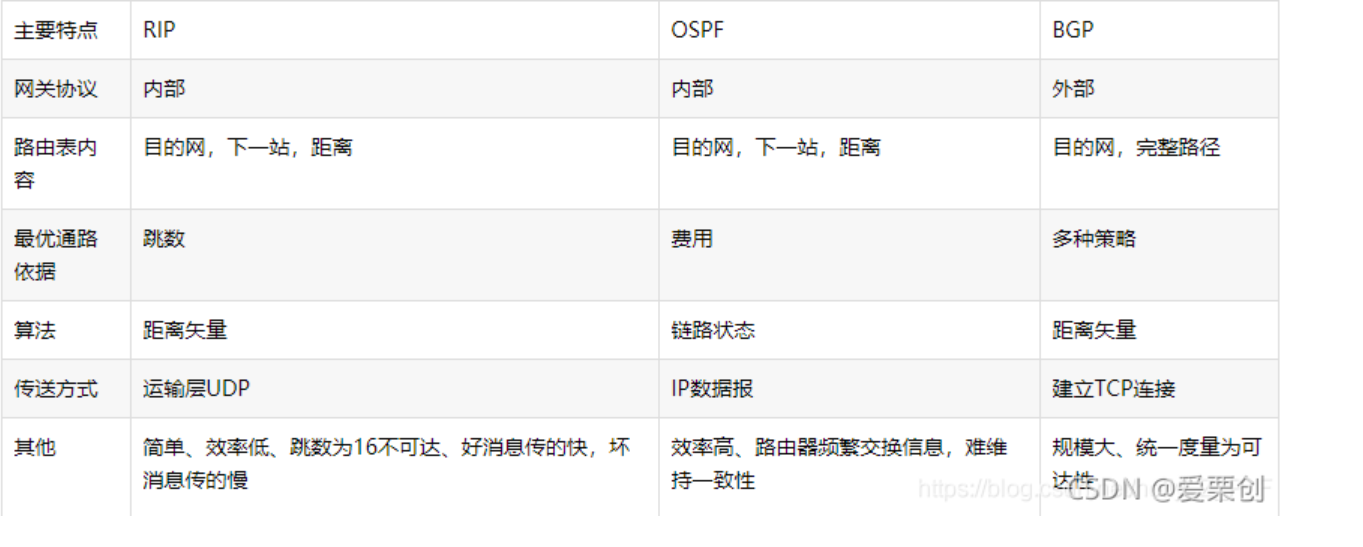 主要特点 RIP OSPF BGP
网关协议 内部 内部 外部
路由表内 目的网，下一站，距离 目的网，下一站，距离 目的网，完整路径
容
最优通路 跳数 费用 多种策略
依据
算法 距离矢量 链路状态 距离矢量
传送方式 运输层UDP IP数据报 建立TCP连接
其他 简单、效率低、跳数为16不可达、好消息传的快，坏 效率高、路由器频繁交换信息，难维 规模大、统一度量为可
消息传的慢 持一致性 达性
https://blog.cs
CSDN @爱栗创